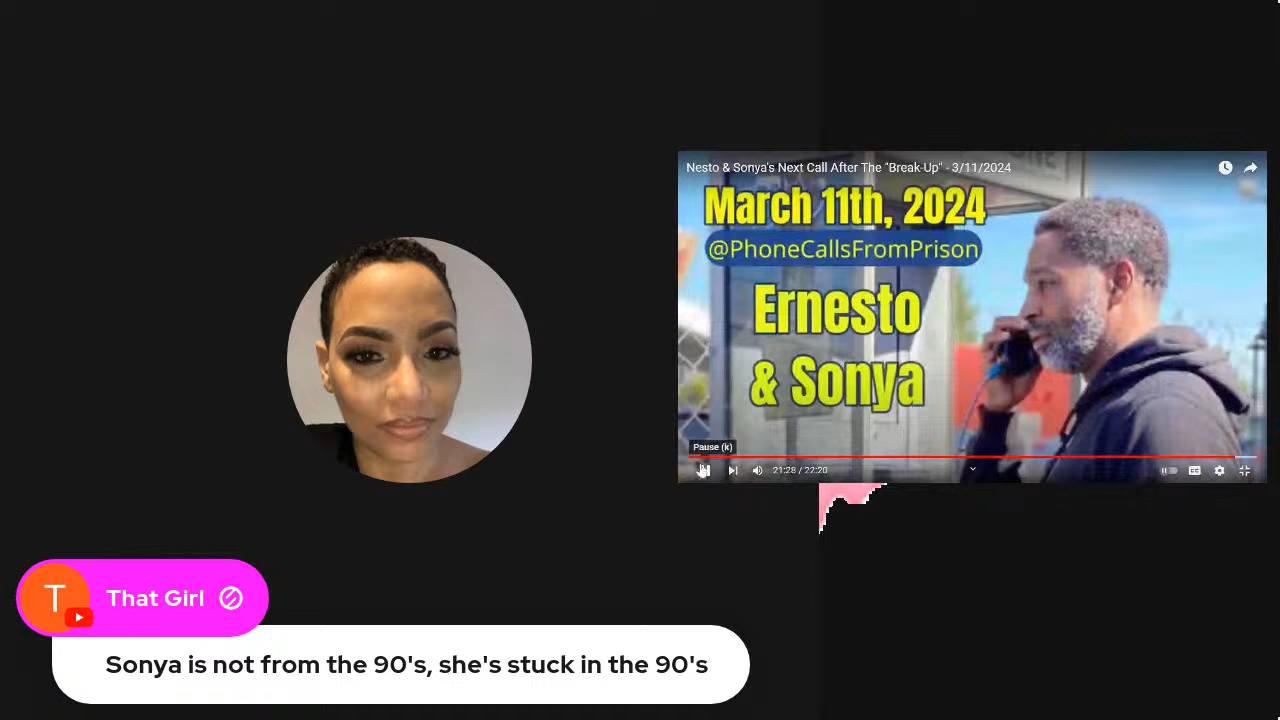 Nesto & Sonya's Next Call After The "Break-Up" - 3/11/2024
March 11th, 2024
@PhoneCallsFromPrison
Ernesto
& Sonya
Pause (k)
21:28 / 22:20
CC
T
That Girl
Sonya is not from the 90's, she's stuck in the 90's